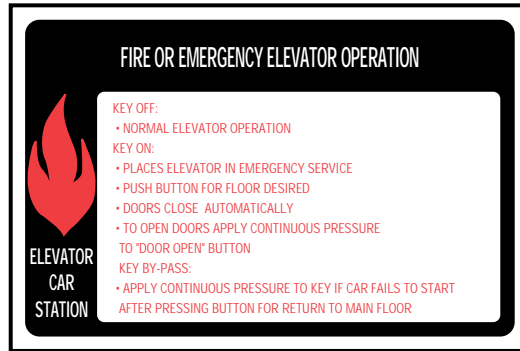 FIRE OR EMERGENCY ELEVATOR OPERATION
KEY OFF:
• NORMAL ELEVATOR OPERATION
KEY ON:
• PLACES ELEVATOR IN EMERGENCY SERVICE
• PUSH BUTTON FOR FLOOR DESIRED
• DOORS CLOSE AUTOMATICALLY
• TO OPEN DOORS APPLY CONTINUOUS PRESSURE
TO "DOOR OPEN" BUTTON
KEY BY-PASS:
• APPLY CONTINUOUS PRESSURE TO KEY IF CAR FAILS TO START
AFTER PRESSING BUTTON FOR RETURN TO MAIN FLOOR
ELEVATOR
CAR
STATION